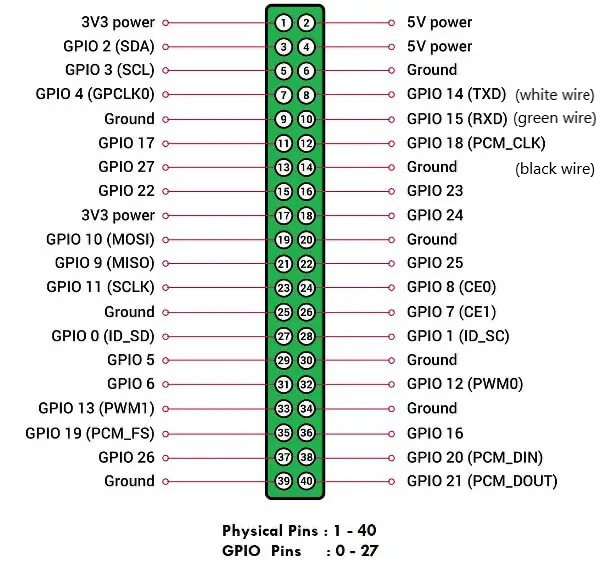 3V3 power 1 2 5V power
GPIO 2 (SDA) 3 4 5V power
GPIO 3 (SCL) 5 6 Ground
GPIO 4 (GPCLK0) 7 8 GPIO 14 (TXD) (white wire)
Ground 9 10 GPIO 15 (RXD) (green wire)
GPIO 17 11 12 GPIO 18 (PCM_CLK)
GPIO 27 13 14 Ground (black wire)
GPIO 22 15 16 GPIO 23
3V3 power 17 18 GPIO 24
GPIO 10 (MOSI) 19 20 Ground
GPIO 9 (MISO) 21 22 GPIO 25
GPIO 11 (SCLK) 23 24 GPIO 8 (CE0)
Ground 25 26 GPIO 7 (CE1)
GPIO 0 (ID_SD) 27 28 GPIO 1 (ID_SC)
GPIO 5 29 30 Ground
GPIO 6 31 32 GPIO 12 (PWM0)
GPIO 13 (PWM1) 33 34 Ground
GPIO 19 (PCM_FS) 35 36 GPIO 16
GPIO 26 37 38 GPIO 20 (PCM_DIN)
Ground 39 40 GPIO 21 (PCM_DOUT)
Physical Pins : 1 - 40
GPIO Pins : 0 - 27